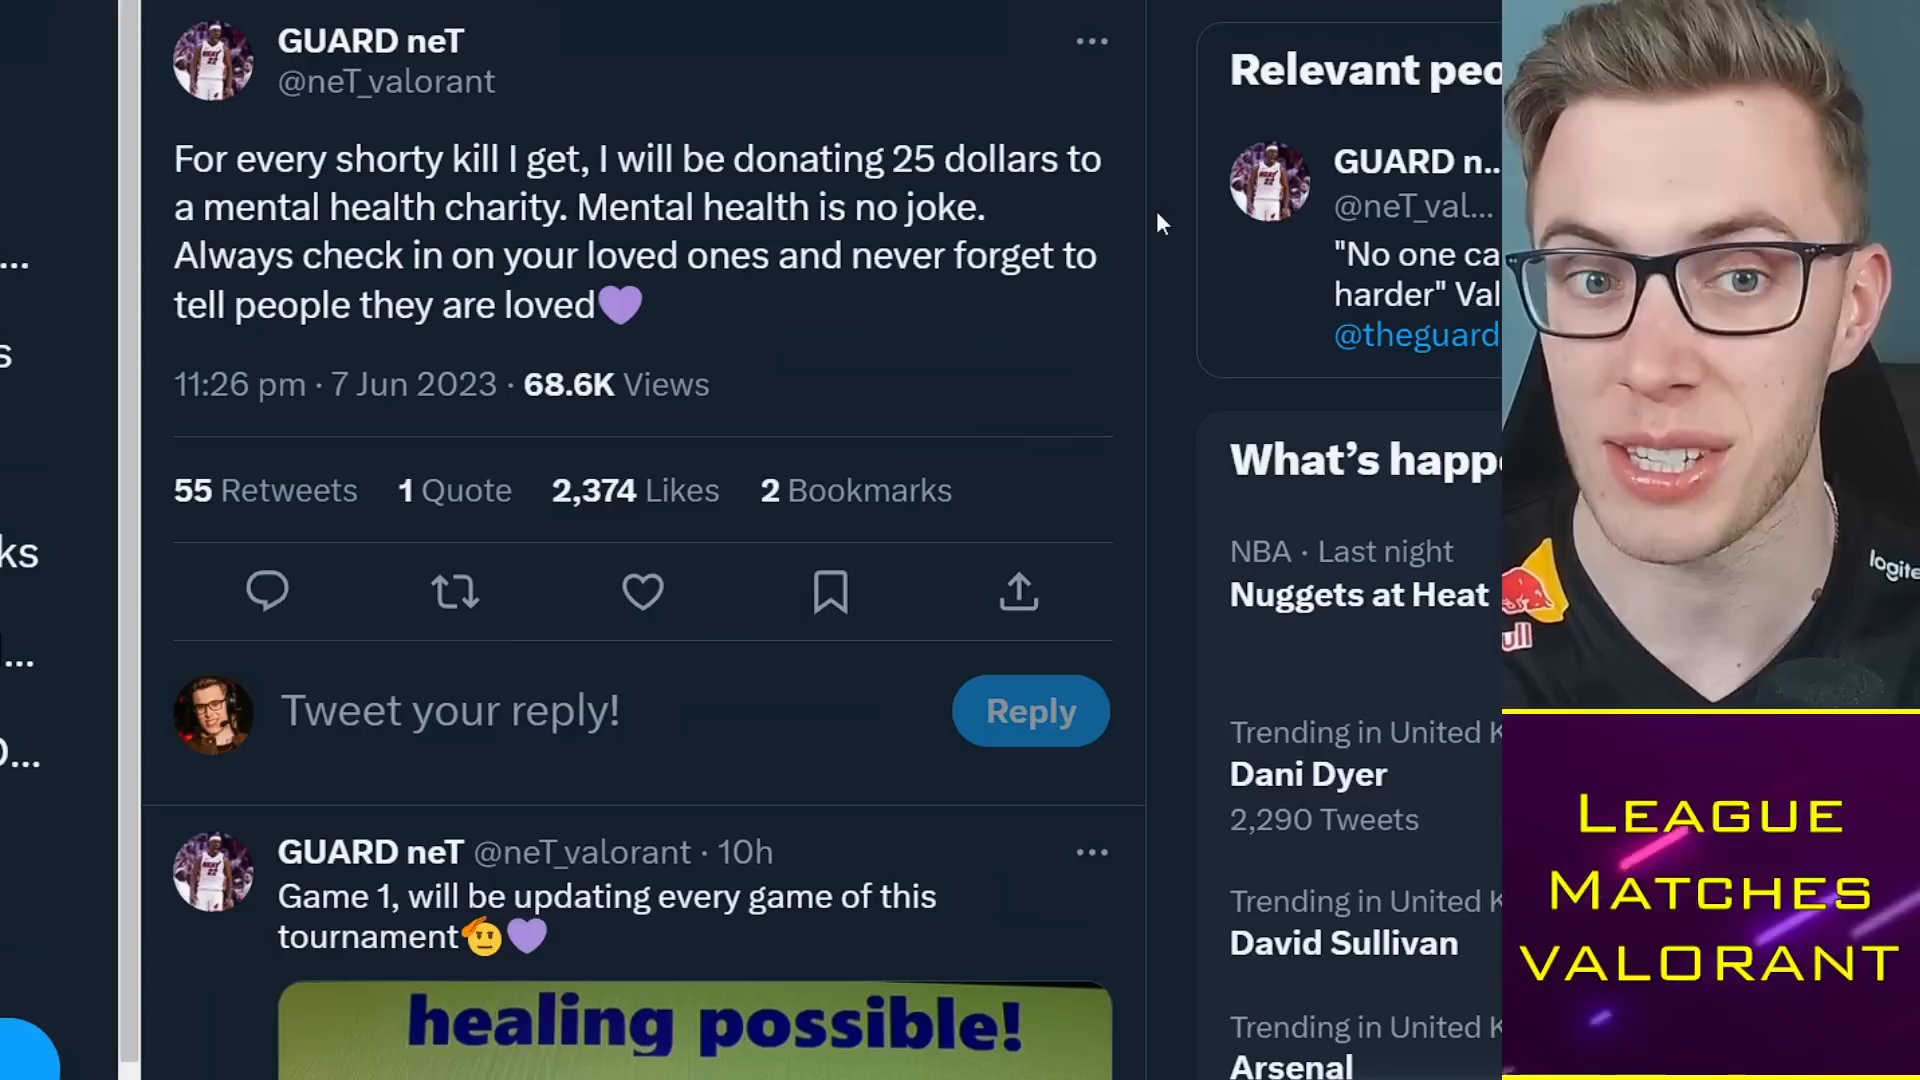 GUARD neT
@neT_valorant
For every shorty kill I get, I will be donating 25 dollars to
a mental health charity. Mental health is no joke.
Always check in on your loved ones and never forget to
tell people they are loved💜
11:26 pm · 7 Jun 2023 · 68.6K Views
55 Retweets 1 Quote 2,374 Likes 2 Bookmarks
Tweet your reply!
Reply
GUARD neT @neT_valorant · 10h
Game 1, will be updating every game of this
tournament🫡💜
healing possible!
Relevant peo
GUARD n...
@neT_val...
"No one ca
harder" Val
@theguard
What's happe
NBA · Last night
Nuggets at Heat
Trending in United K
Dani Dyer
2,290 Tweets
Trending in United K
David Sullivan
Trending in United K
Arsenal
logite
ull
LEAGUE
MATCHES
VALORANT
...
s
ks
...
...